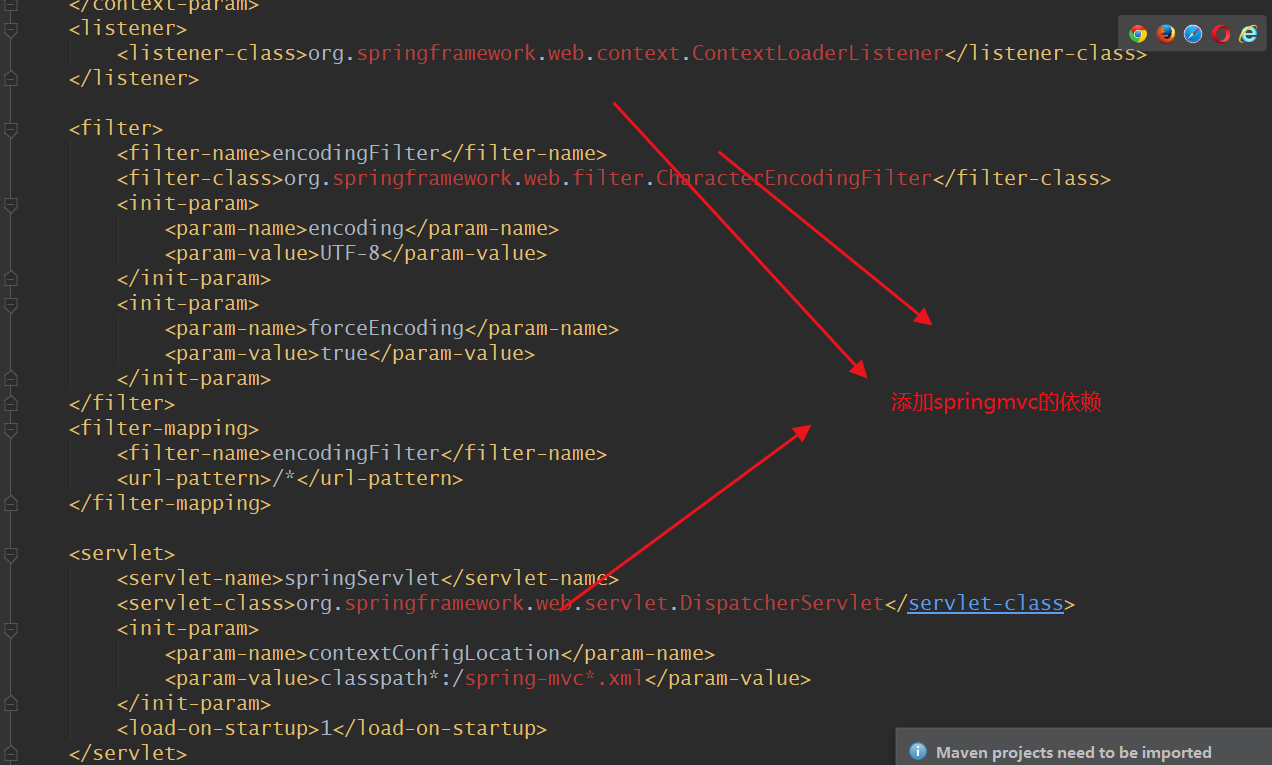 </context-param>
<listener>
<listener-class>org.springframework.web.context.ContextLoaderListener</listener-class>
</listener>
<filter>
<filter-name>encodingFilter</filter-name>
<filter-class>org.springframework.web.filter.CharacterEncodingFilter</filter-class>
<init-param>
<param-name>encoding</param-name>
<param-value>UTF-8</param-value>
</init-param>
<init-param>
<param-name>forceEncoding</param-name>
<param-value>true</param-value>
</init-param>
</filter>
添加springmvc的依赖
<filter-mapping>
<filter-name>encodingFilter</filter-name>
<url-pattern>/*</url-pattern>
</filter-mapping>
<servlet>
<servlet-name>springServlet</servlet-name>
<servlet-class>org.springframework.web.servlet.DispatcherServlet</servlet-class>
<init-param>
<param-name>contextConfigLocation</param-name>
<param-value>classpath*:/spring-mvc*.xml</param-value>
</init-param>
<load-on-startup>1</load-on-startup>
</servlet>
Maven projects need to be imported